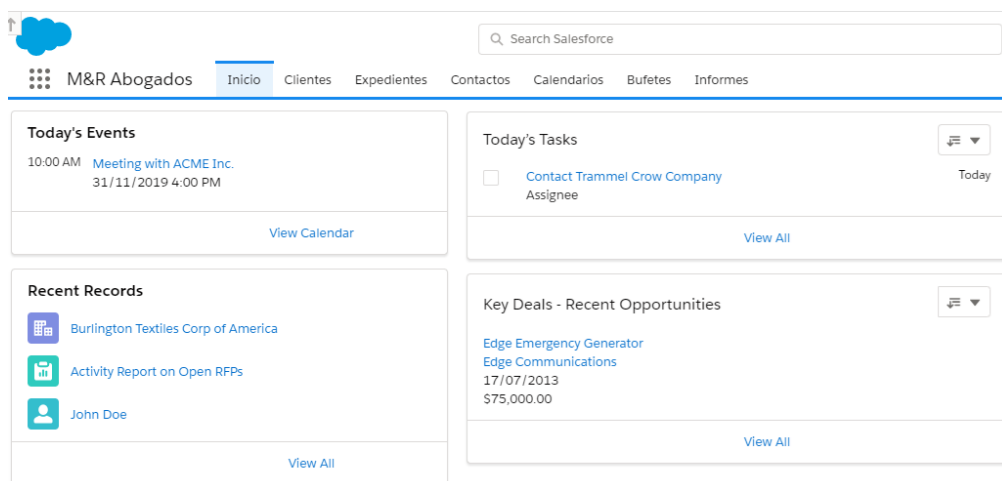 Search Salesforce
M&R Abogados Inicio Clientes Expedientes Contactos Calendarios Bufetes Informes
Today's Events
10:00 AM Meeting with ACME Inc.
31/11/2019 4:00 PM
View Calendar
Recent Records
Burlington Textiles Corp of America
Activity Report on Open RFPs
John Doe
View All
Today's Tasks
Contact Trammel Crow Company Today
Assignee
View All
Key Deals - Recent Opportunities
Edge Emergency Generator
Edge Communications
17/07/2013
$75,000.00
View All